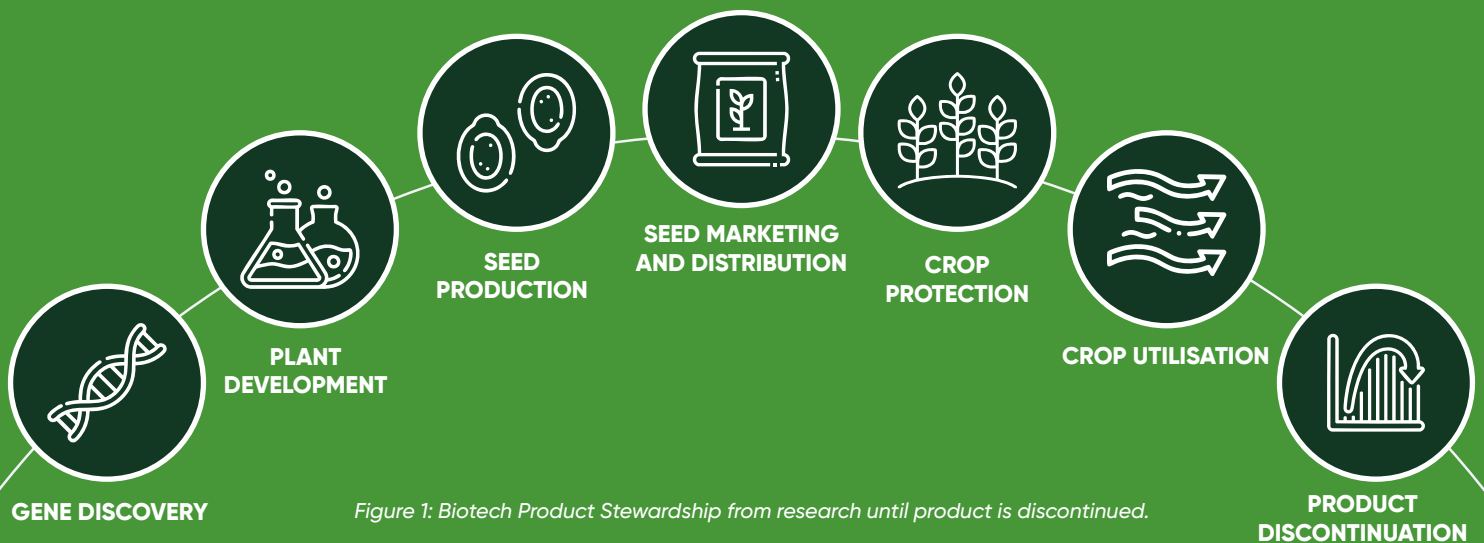 GENE DISCOVERY
PLANT
DEVELOPMENT
SEED
PRODUCTION
SEED MARKETING
AND DISTRIBUTION
CROP
PROTECTION
CROP UTILISATION
PRODUCT
DISCONTINUATION
Figure 1: Biotech Product Stewardship from research until product is discontinued.